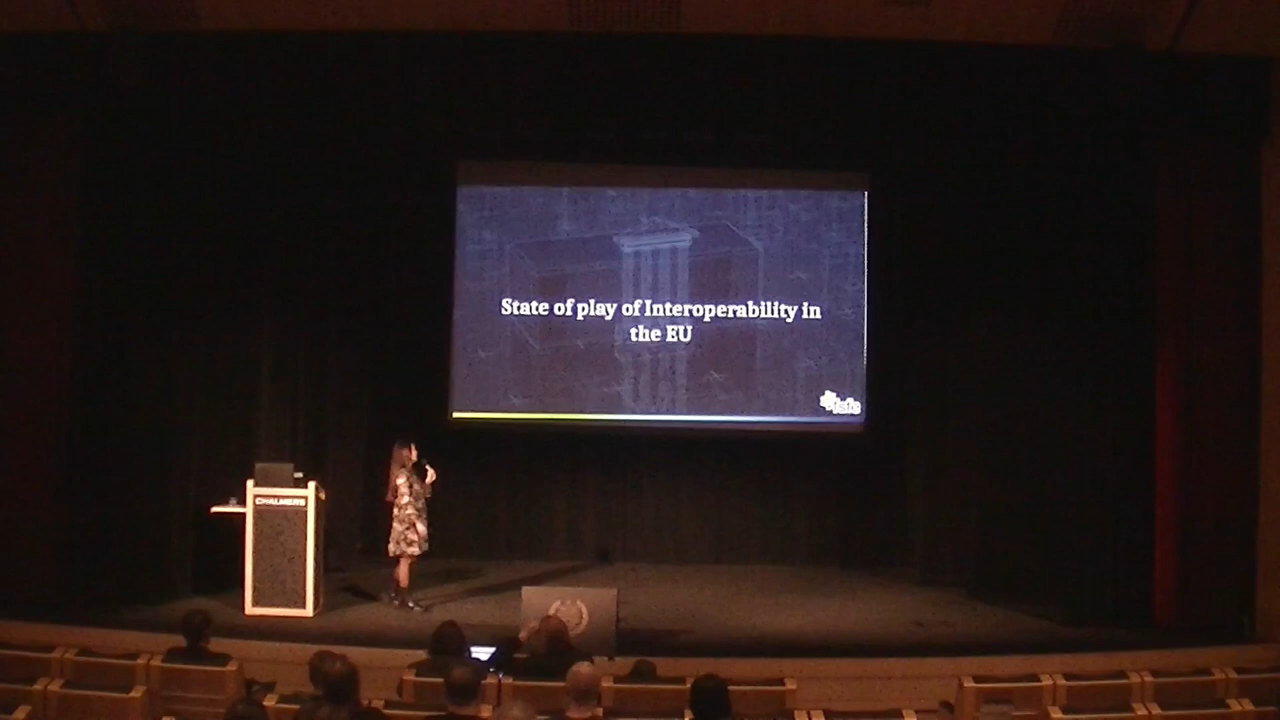 State of play of Interoperability in
the EU
fsfe
CHALMERS